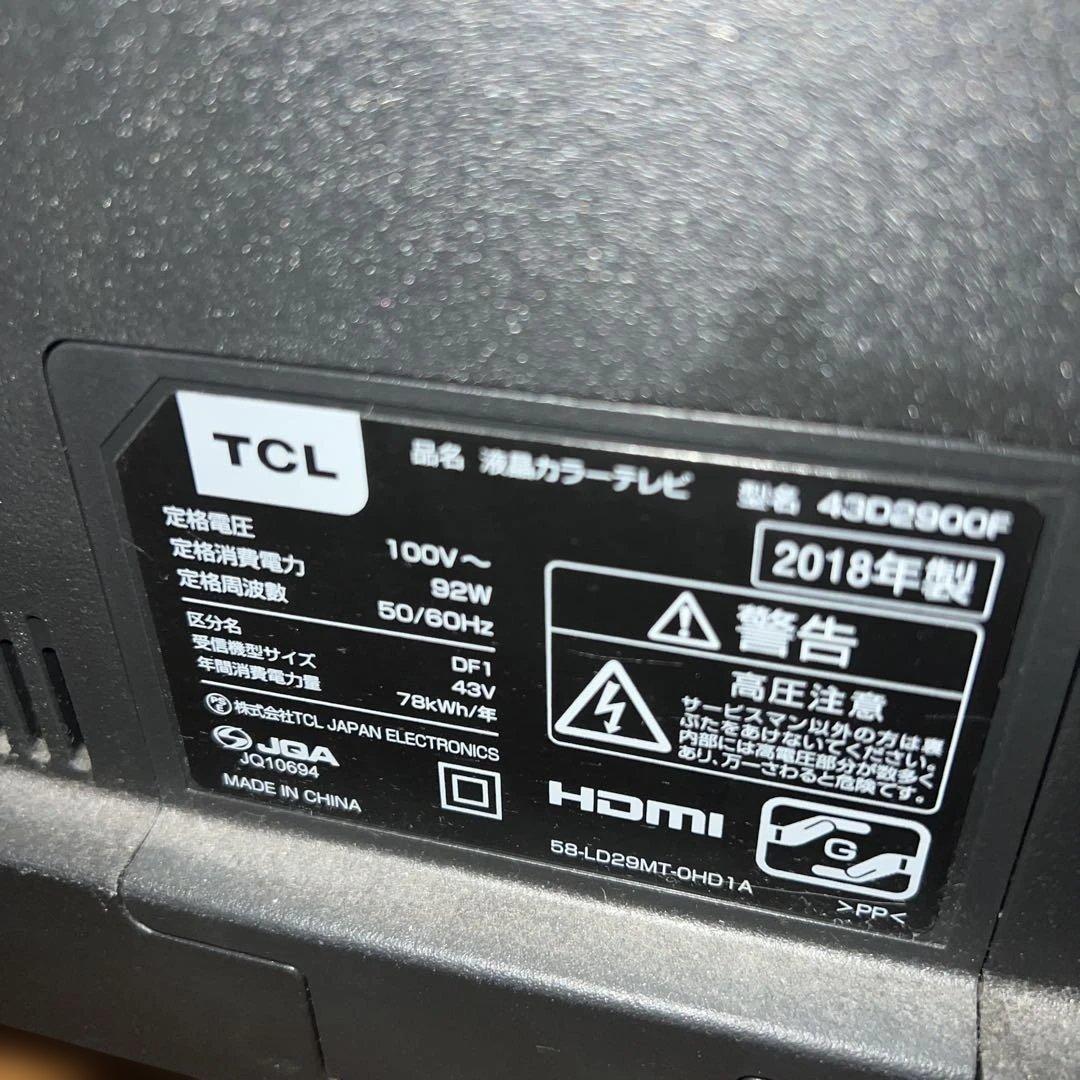 TCL
品名 液晶カラーテレビ 型名 43D2900F
2018年製
定格電圧 100V～
定格消費電力 92W
定格周波数 50/60Hz
区分名 DF1
受信機型サイズ 43V
年間消費電力量 78kWh/年
PSE 株式会社TCL JAPAN ELECTRONICS
JQA
JQ10694
MADE IN CHINA
警告
高圧注意
サービスマン以外の方は裏
ぶたをあけないでください。
内部には高電圧部分が数多く
あり、万一さわると危険です。
HDMI
G
58-LD29MT-0HD1A
>PP<